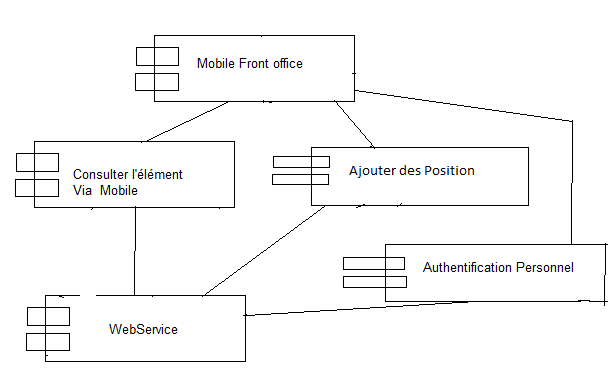 Mobile Front office
Consulter l'élément
Via Mobile
Ajouter des Position
Authentification Personnel
WebService